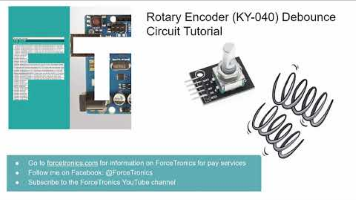 Rotary Encoder (KY-040) Debounce
Circuit Tutorial
Go to forcetronics.com for information on ForceTronics for pay services
Follow me on Facebook: @ForceTronics
Subscribe to the ForceTronics YouTube channel